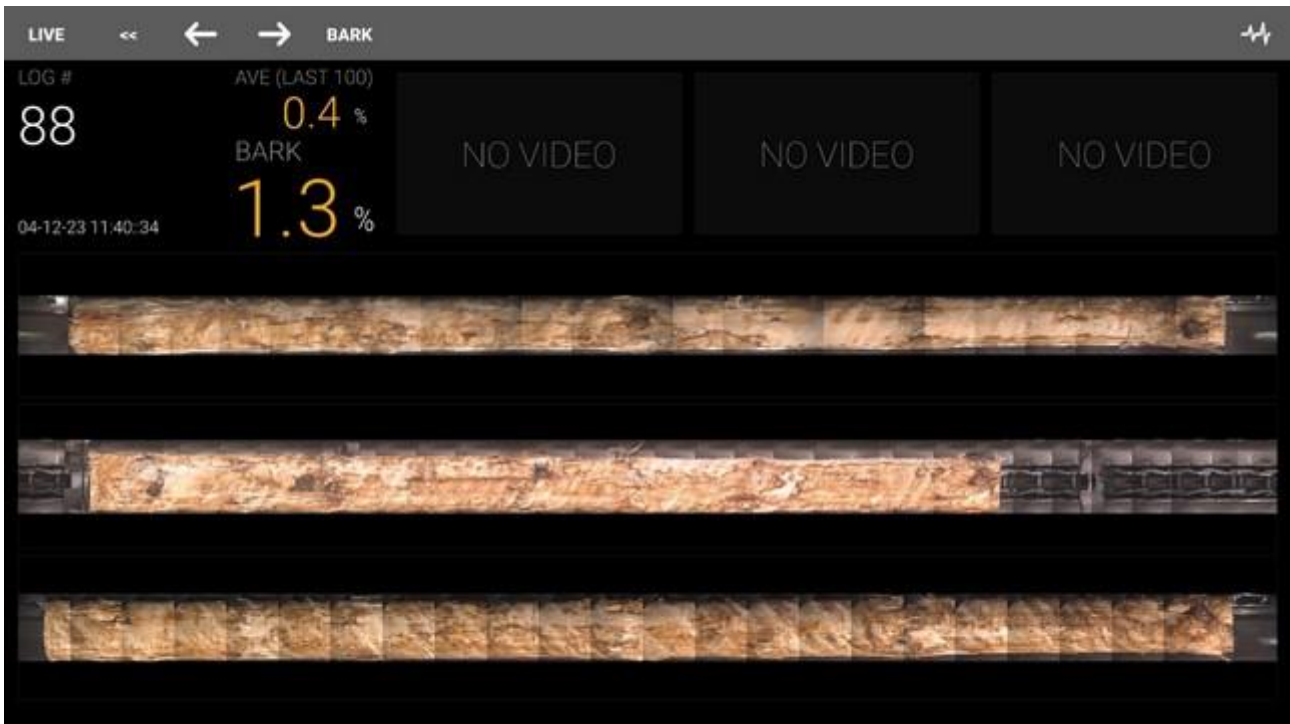 LIVE << ← → BARK
LOG #
88
04-12-23 11:40::34
AVE (LAST 100)
0.4 %
BARK
1.3 %
NO VIDEO
NO VIDEO
NO VIDEO